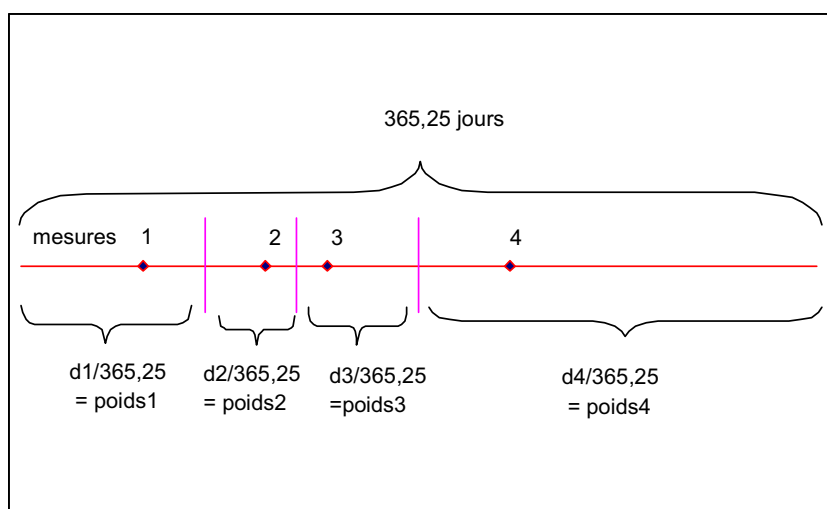 365,25 jours
mesures 1 2 3 4
d1/365,25
= poids1
d2/365,25
= poids2
d3/365,25
=poids3
d4/365,25
= poids4